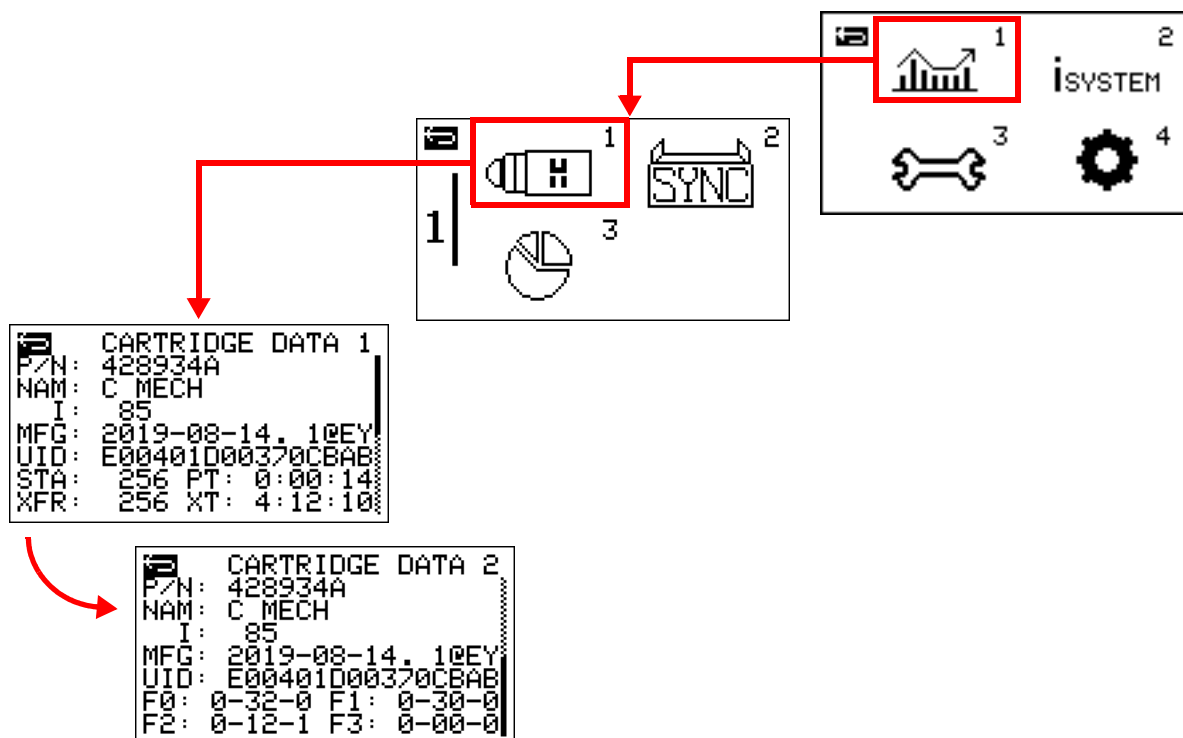 1
2
iSYSTEM
3
4
1
2
SYNC
1
3
CARTRIDGE DATA 1
P/N: 428934A
NAM: C MECH
I: 85
MFG: 2019-08-14. 1@EY
UID: E00401D00370CBAB
STA: 256 PT: 0:00:14
XFR: 256 XT: 4:12:10
CARTRIDGE DATA 2
P/N: 428934A
NAM: C MECH
I: 85
MFG: 2019-08-14. 1@EY
UID: E00401D00370CBAB
F0: 0-32-0 F1: 0-30-0
F2: 0-12-1 F3: 0-00-0